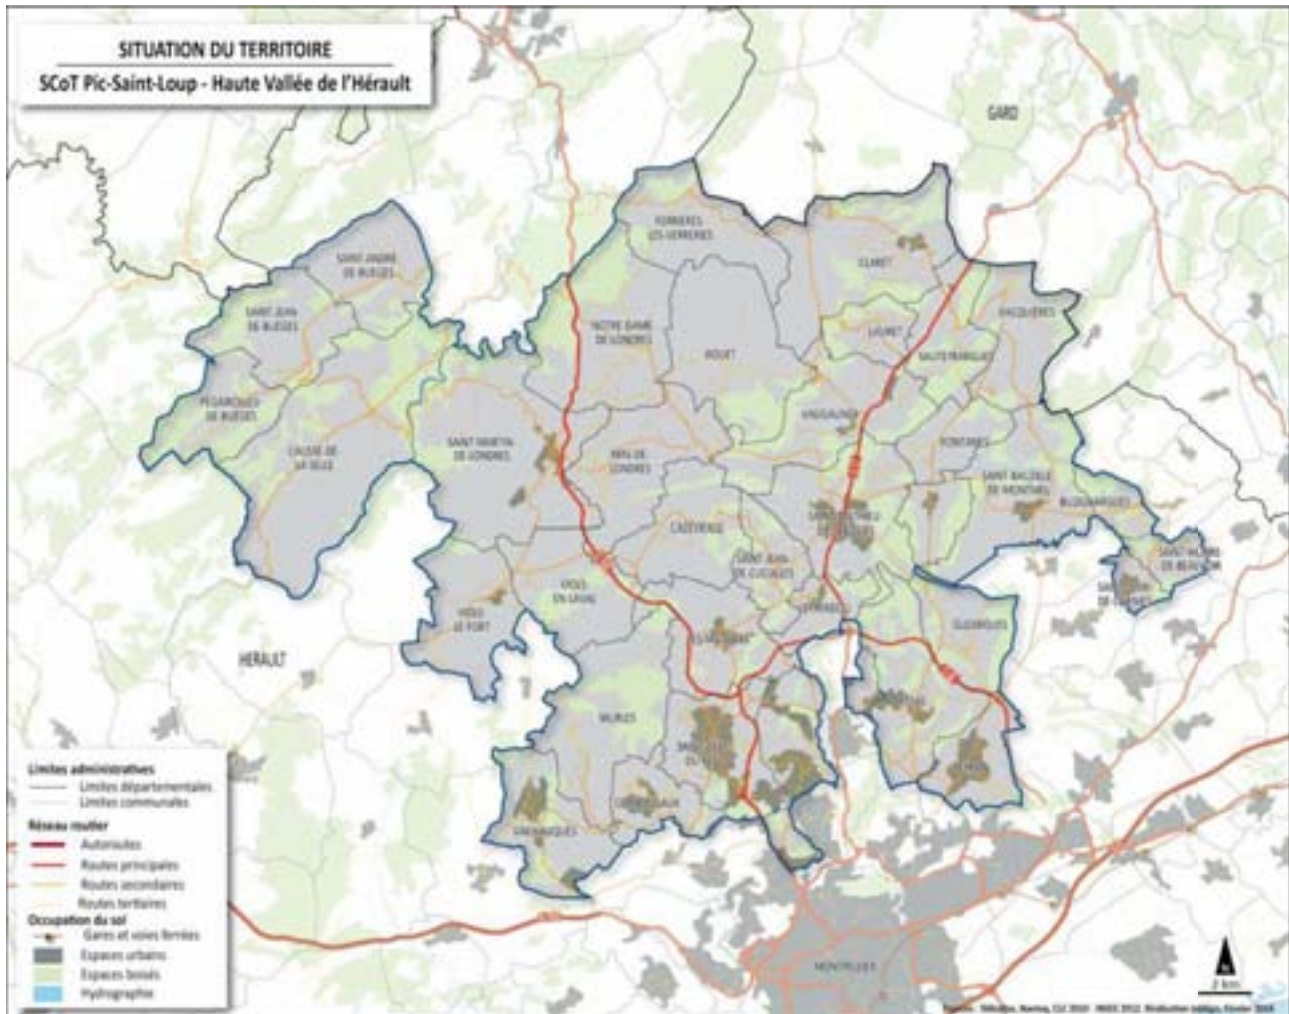 SITUATION DU TERRITOIRE
SCoT Pic-Saint-Loup - Haute Vallée de l'Hérault
GARD
FERRIERES
LES-VERRERIES
SAINT-ANDRE
DE BUEGES
CLARET
SAINT-JEAN
DE BUEGES
VACQUIERES
NOTRE DAME
DE LONDRES
LAURET
SAUTEYRARGUES
ROUET
PEGAIROLLES
DE BUEGES
VALFLAUNES
CAUSSE-DE
LA-SELLE
SAINT MARTIN
DE-LONDRES
MAS-DE
LONDRES
FONTANES
SAINT BAUZILLE
DE MONTMEL
BUZIGNARGUES
CAZEVIEILLE
SAINT JEAN
DE-CUCULLES
VIOLS
EN LAVAL
VIOLS
LE FORT
GUZARGUES
HERAULT
MURLES
VAILHAUQUES
MONTPELLIER
Limites administratives
Limites départementales
Limites communales
Réseau routier
Autoroutes
Routes principales
Routes secondaires
Routes tertiaires
Occupation du sol
Gares et voies ferrées
Espaces urbains
Espaces boisés
Hydrographie
N
2 km